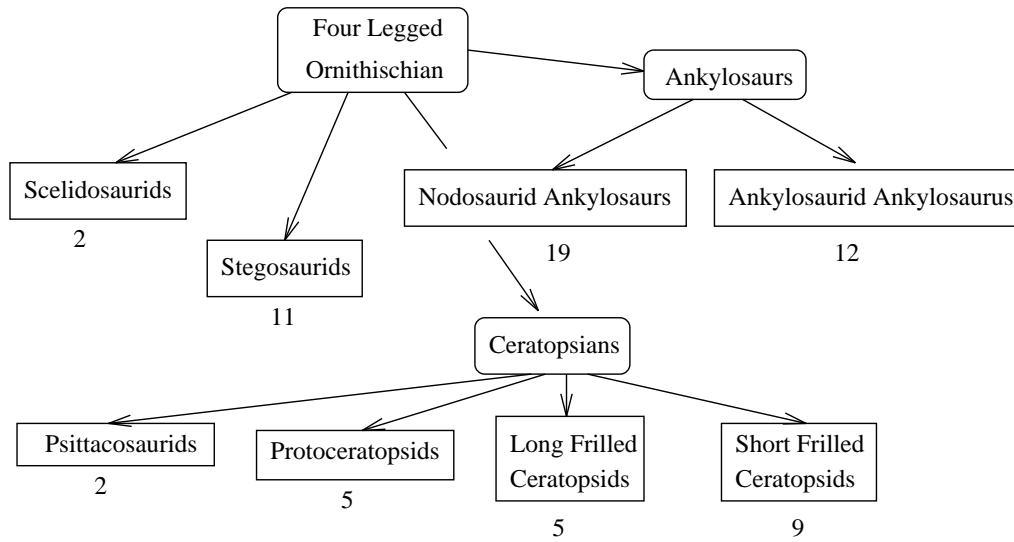 Four Legged
Ornithischian
Ankylosaurs
Scelidosaurids
2
Stegosaurids
11
Nodosaurid Ankylosaurs
19
Ankylosaurid Ankylosaurus
12
Ceratopsians
Psittacosaurids
2
Protoceratopsids
5
Long Frilled
Ceratopsids
5
Short Frilled
Ceratopsids
9